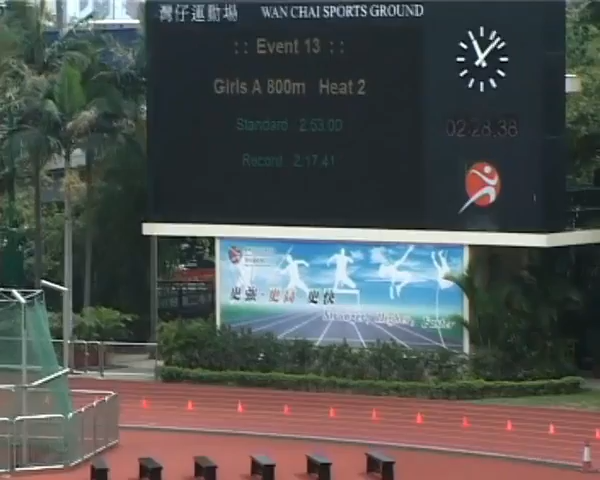 灣仔運動場 WAN CHAI SPORTS GROUND
:: Event 13 ::
Girls A 800m Heat 2
Standard 2:53.00
Record 2:17.41
02:28.38
更強·更高·更快
Stronger, Higher, Faster